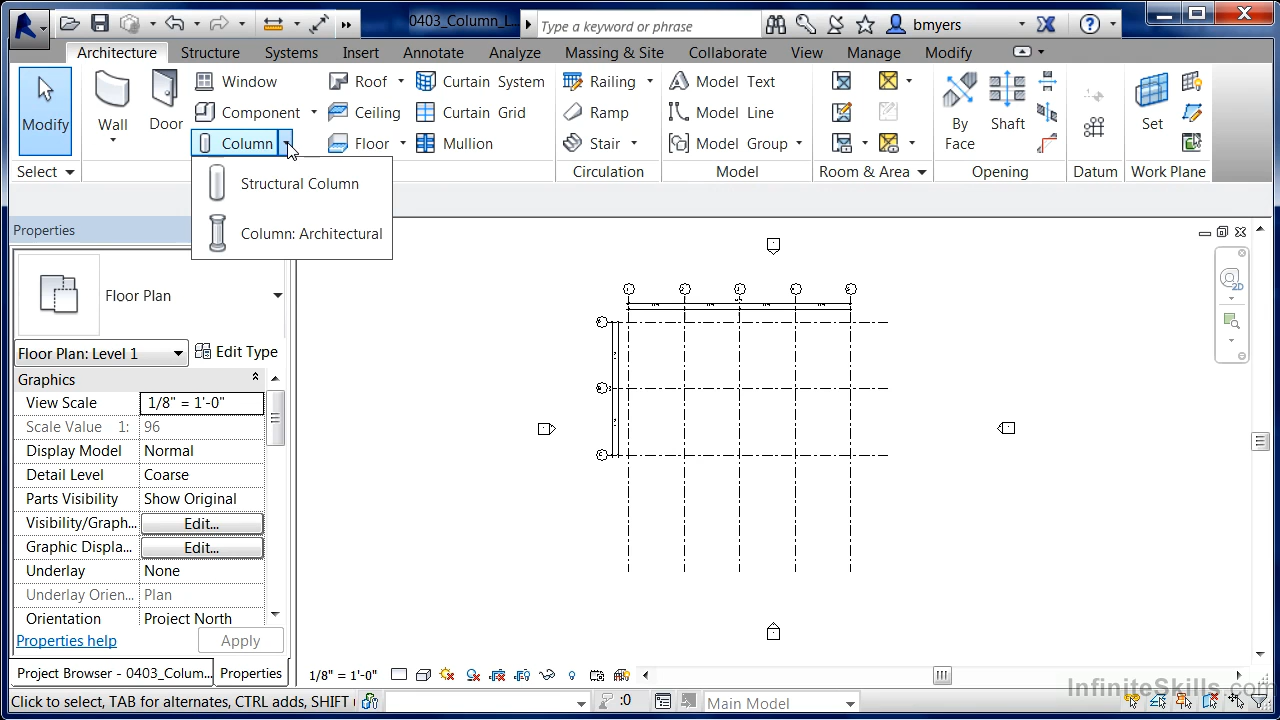 0403_Column_L...
Type a keyword or phrase
bmyers
Architecture Structure Systems Insert Annotate Analyze Massing & Site Collaborate View Manage Modify
Modify
Wall
Door
Window
Component
Column
Roof
Ceiling
Floor
Curtain System
Curtain Grid
Mullion
Railing
Ramp
Stair
Model Text
Model Line
Model Group
By
Face
Shaft
Set
Select
Circulation
Model
Room & Area
Opening
Datum
Work Plane
Structural Column
Column: Architectural
Properties
Floor Plan
Floor Plan: Level 1
Edit Type
Graphics
View Scale 1/8" = 1'-0"
Scale Value 1: 96
Display Model Normal
Detail Level Coarse
Parts Visibility Show Original
Visibility/Graph... Edit...
Graphic Displa... Edit...
Underlay None
Underlay Orien... Plan
Orientation Project North
Properties help
Apply
Project Browser - 0403_Colum...
Properties
2D
1/8" = 1'-0"
Click to select, TAB for alternates, CTRL adds, SHIFT
:0
Main Model
InfiniteSkills.com